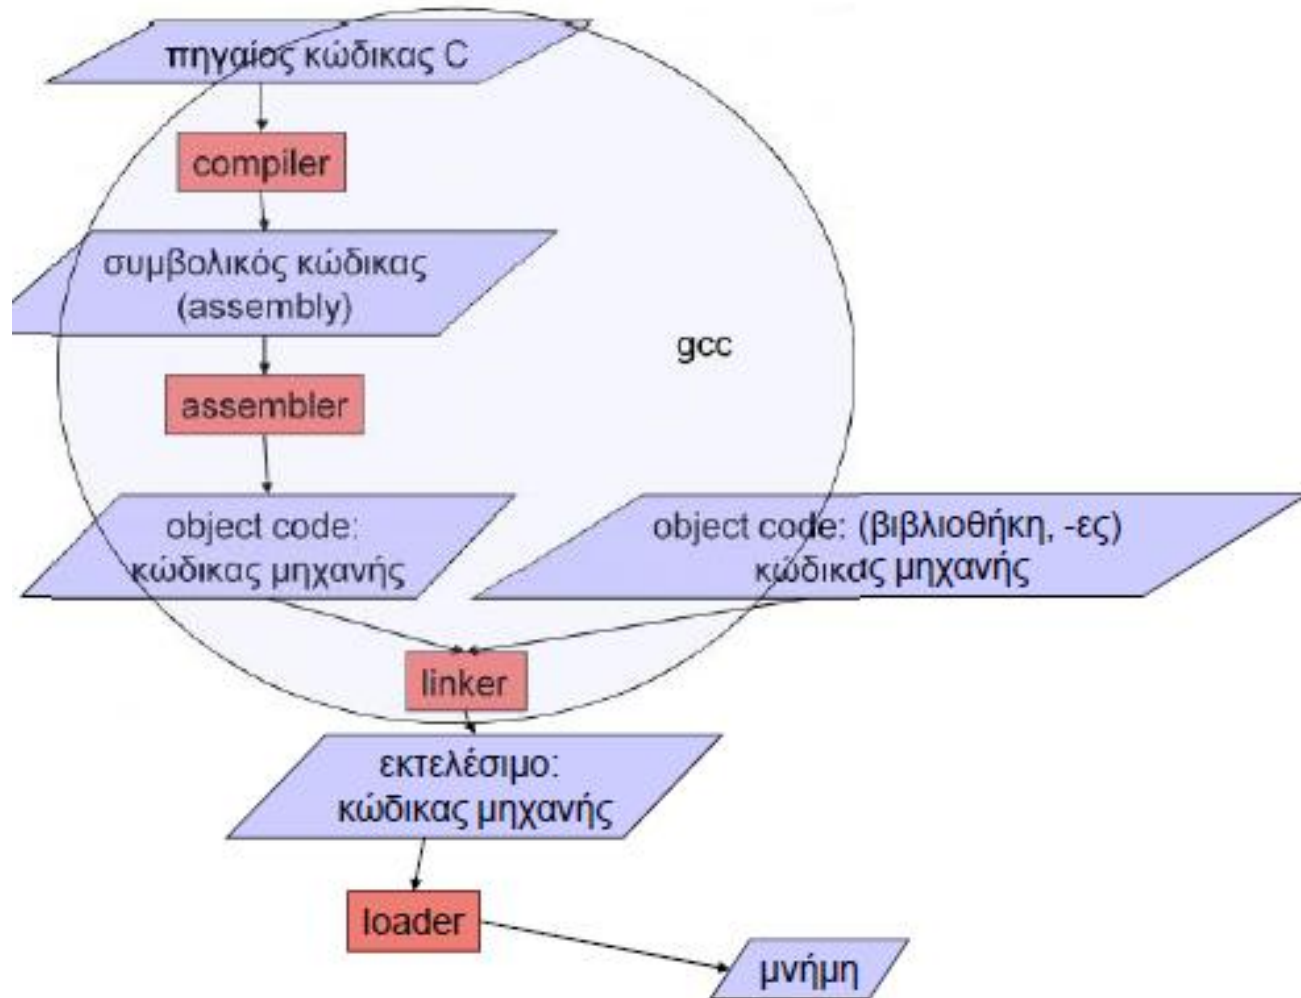 πηγαίος κώδικας C
compiler
συμβολικός κώδικας
(assembly)
gcc
assembler
object code:
κώδικας μηχανής
object code: (βιβλιοθήκη, -ες)
κώδικας μηχανής
linker
εκτελέσιμο:
κώδικας μηχανής
loader
μνήμη